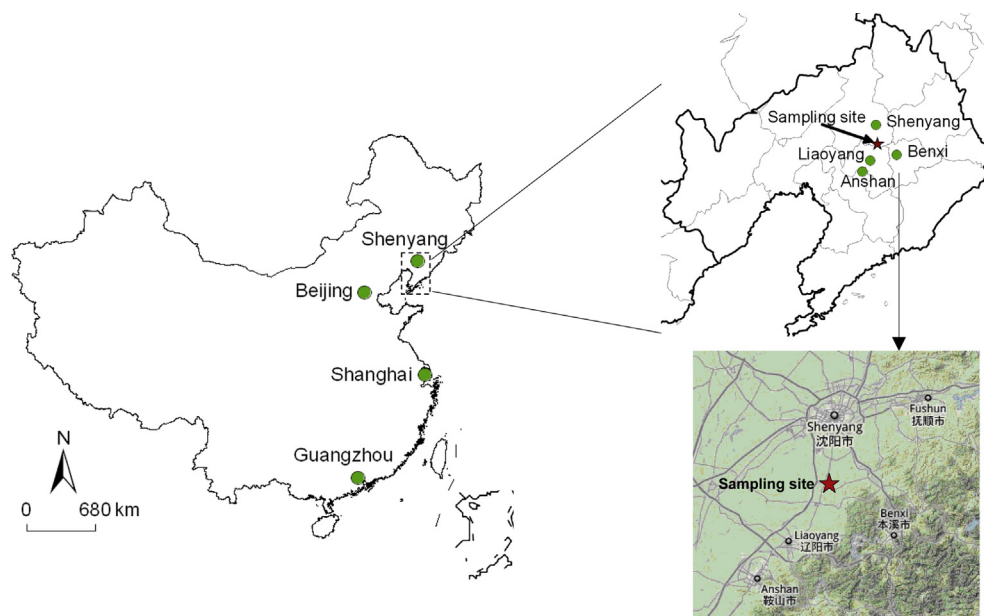 Shenyang
Beijing
Shanghai
Guangzhou
N
0 680 km
Sampling site
Shenyang
Liaoyang
Benxi
Anshan
Shenyang
沈阳市
Fushun
抚顺市
Sampling site
Benxi
本溪市
Liaoyang
辽阳市
Anshan
鞍山市